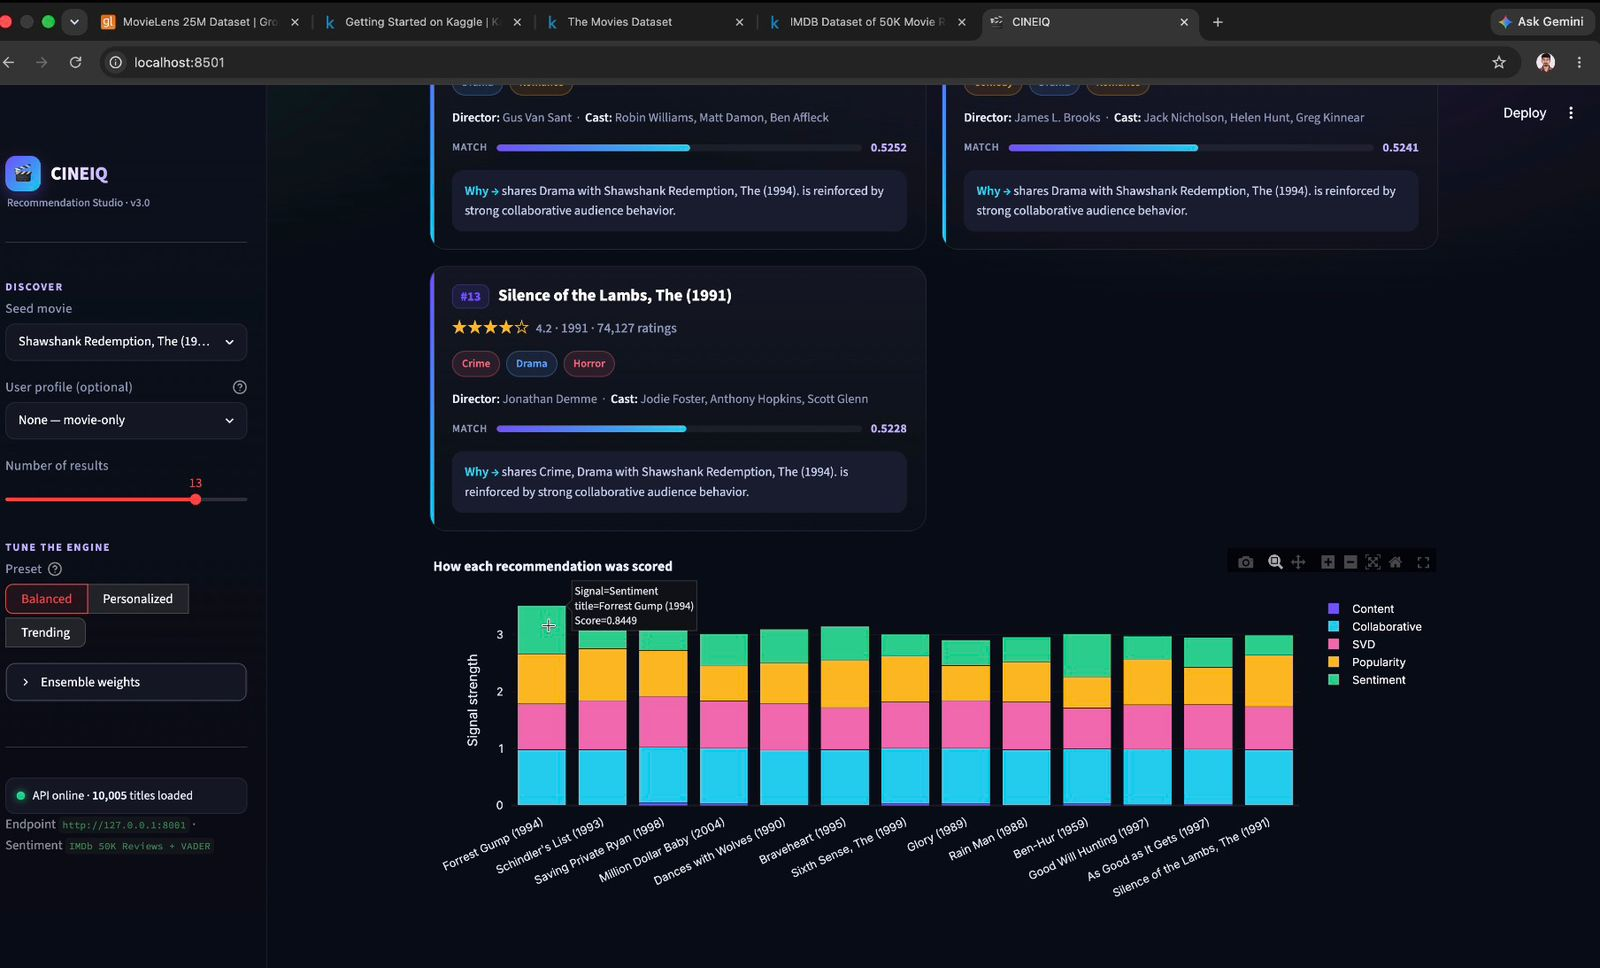 MovieLens 25M Dataset | Gro
Getting Started on Kaggle | K
The Movies Dataset
IMDB Dataset of 50K Movie R
CINEIQ
Ask Gemini
localhost:8501
Deploy
CINEIQ
Recommendation Studio · v3.0
DISCOVER
Seed movie
Shawshank Redemption, The (19...
User profile (optional)
None — movie-only
Number of results
13
TUNE THE ENGINE
Preset
Balanced
Personalized
Trending
Ensemble weights
API online · 10,005 titles loaded
Endpoint http://127.0.0.1:8001 ·
Sentiment IMDb 50K Reviews + VADER
Drama Romance
Director: Gus Van Sant · Cast: Robin Williams, Matt Damon, Ben Affleck
MATCH 0.5252
Why → shares Drama with Shawshank Redemption, The (1994). is reinforced by
strong collaborative audience behavior.
Comedy Drama Romance
Director: James L. Brooks · Cast: Jack Nicholson, Helen Hunt, Greg Kinnear
MATCH 0.5241
Why → shares Drama with Shawshank Redemption, The (1994). is reinforced by
strong collaborative audience behavior.
#13 Silence of the Lambs, The (1991)
★★★★☆ 4.2 · 1991 · 74,127 ratings
Crime Drama Horror
Director: Jonathan Demme · Cast: Jodie Foster, Anthony Hopkins, Scott Glenn
MATCH 0.5228
Why → shares Crime, Drama with Shawshank Redemption, The (1994). is
reinforced by strong collaborative audience behavior.
How each recommendation was scored
Signal=Sentiment
title=Forrest Gump (1994)
Score=0.8449
Signal strength
3
2
1
0
Forrest Gump (1994)
Schindler's List (1993)
Saving Private Ryan (1998)
Million Dollar Baby (2004)
Dances with Wolves (1990)
Braveheart (1995)
Sixth Sense, The (1999)
Glory (1989)
Rain Man (1988)
Ben-Hur (1959)
Good Will Hunting (1997)
As Good as It Gets (1997)
Silence of the Lambs, The (1991)
Content
Collaborative
SVD
Popularity
Sentiment